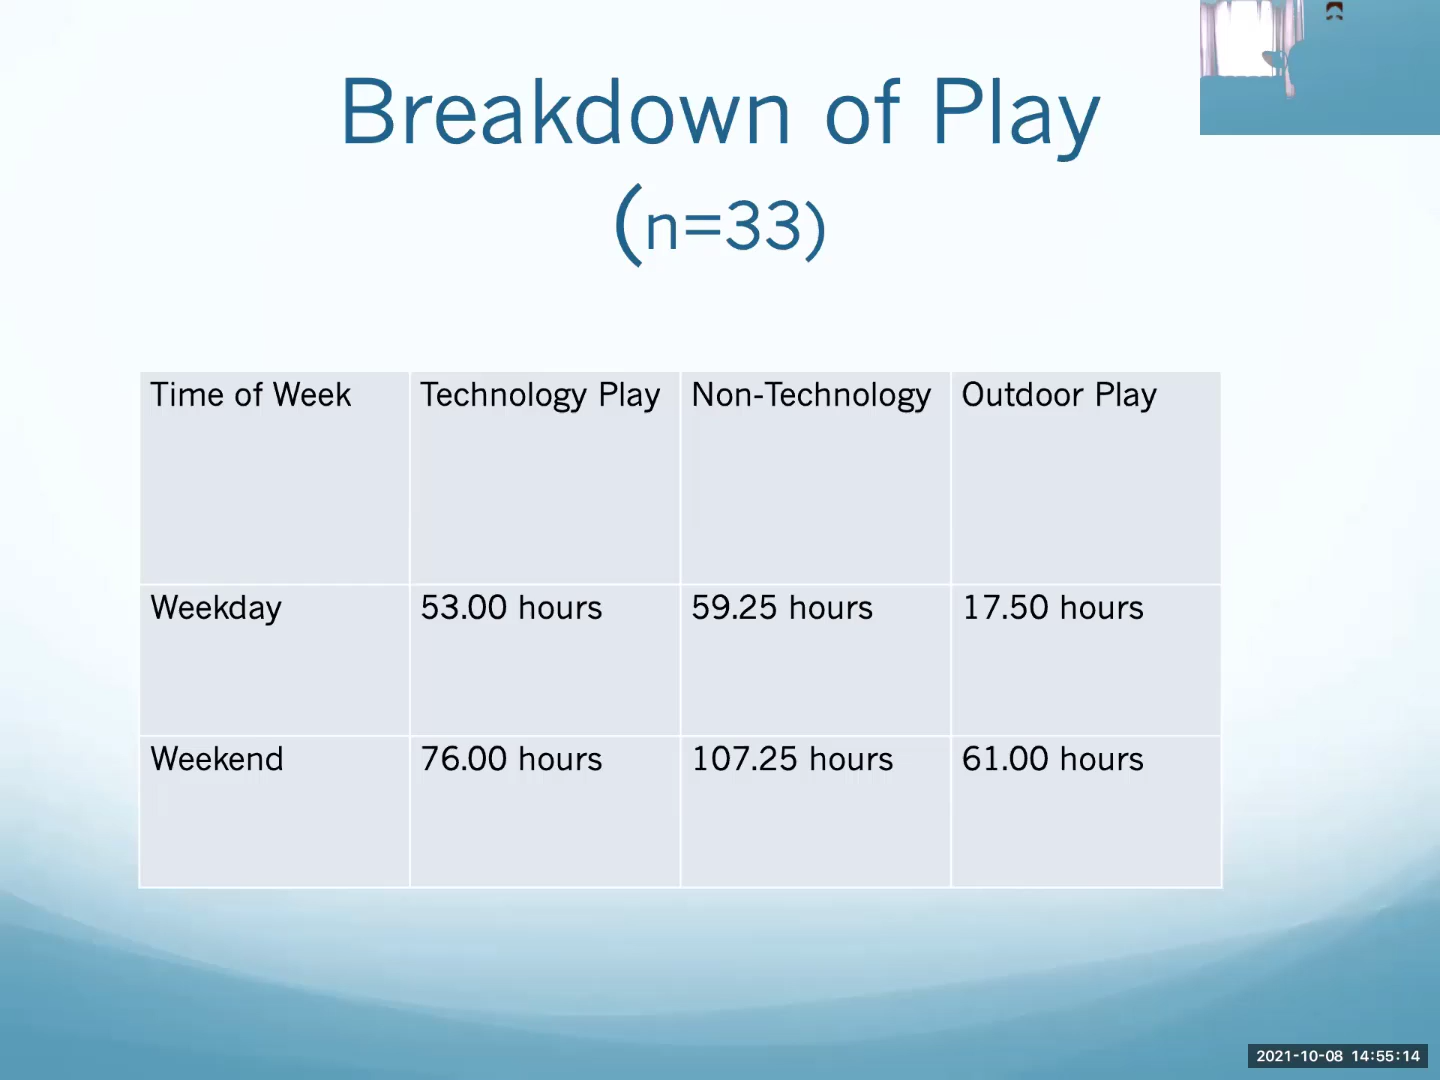 Breakdown of Play
(n=33)
Time of Week Technology Play Non-Technology Outdoor Play
Weekday 53.00 hours 59.25 hours 17.50 hours
Weekend 76.00 hours 107.25 hours 61.00 hours
2021-10-08 14:55:14